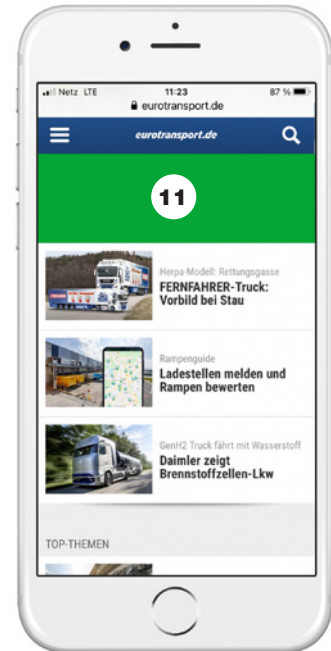 Netz LTE 11:23 87 %
eurotransport.de
eurotransport.de
11
Herpa-Modell: Rettungsgasse
FERNFAHRER-Truck:
Vorbild bei Stau
Rampenguide
Ladestellen melden und
Rampen bewerten
GenH2 Truck fährt mit Wasserstoff
Daimler zeigt
Brennstoffzellen-Lkw
TOP-THEMEN